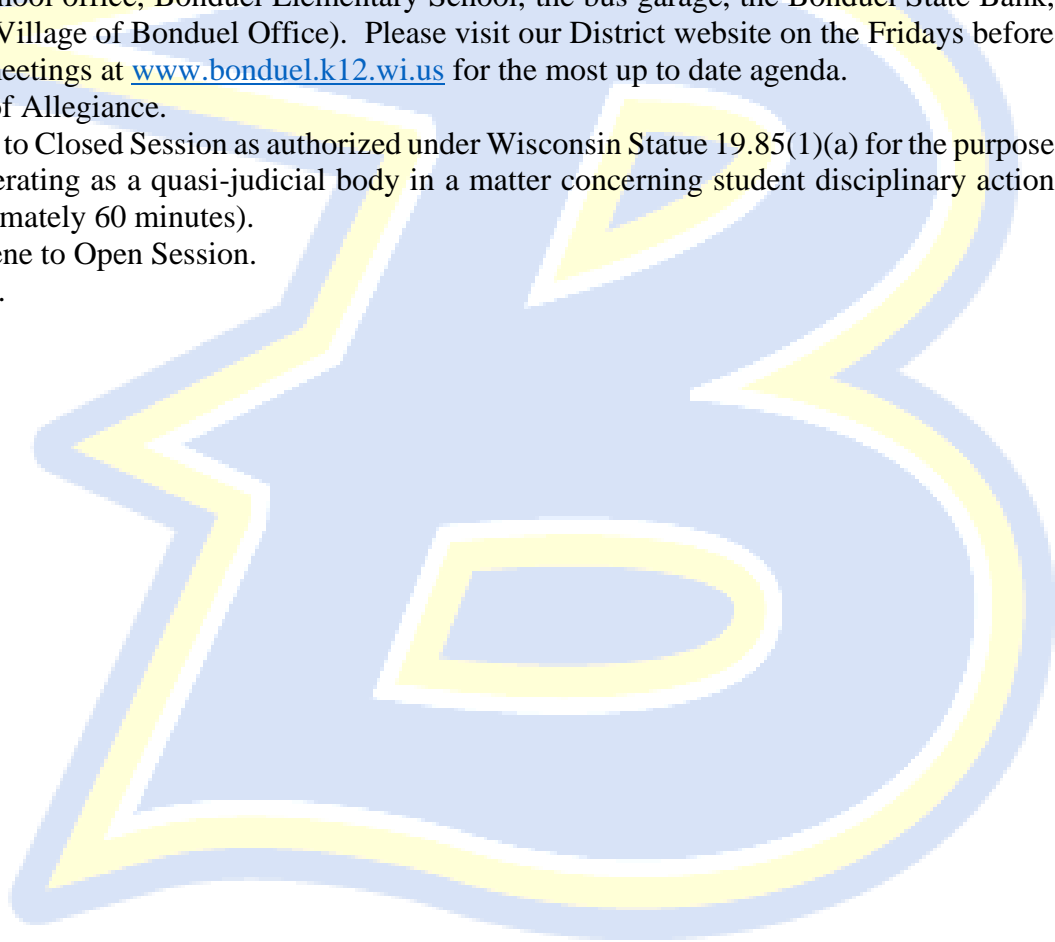 office, Bonduel Elementary School, the bus garage, the Bonduel State Bank,
Village of Bonduel Office). Please visit our District website on the Fridays before
meetings at www.bonduel.k12.wi.us for the most up to date agenda.
of Allegiance.
to Closed Session as authorized under Wisconsin Statue 19.85(1)(a) for the purpose
erating as a quasi-judicial body in a matter concerning student disciplinary action
mately 60 minutes).
ene to Open Session.
.
B